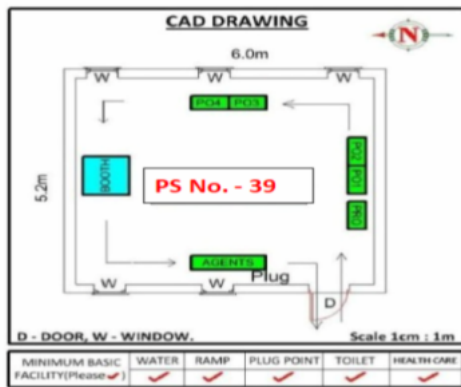 CAD DRAWING
N
6.0m
W W W
PO4 PO3
5.2m
BOOTH
PS No. - 39
PO2
PO1
PRO
AGENTS
Plug
W W
D
D - DOOR, W - WINDOW.
Scale 1cm : 1m
MINIMUM BASIC FACILITY(Please ✓) WATER RAMP PLUG POINT TOILET HEALTH CARE
✓ ✓ ✓ ✓ ✓